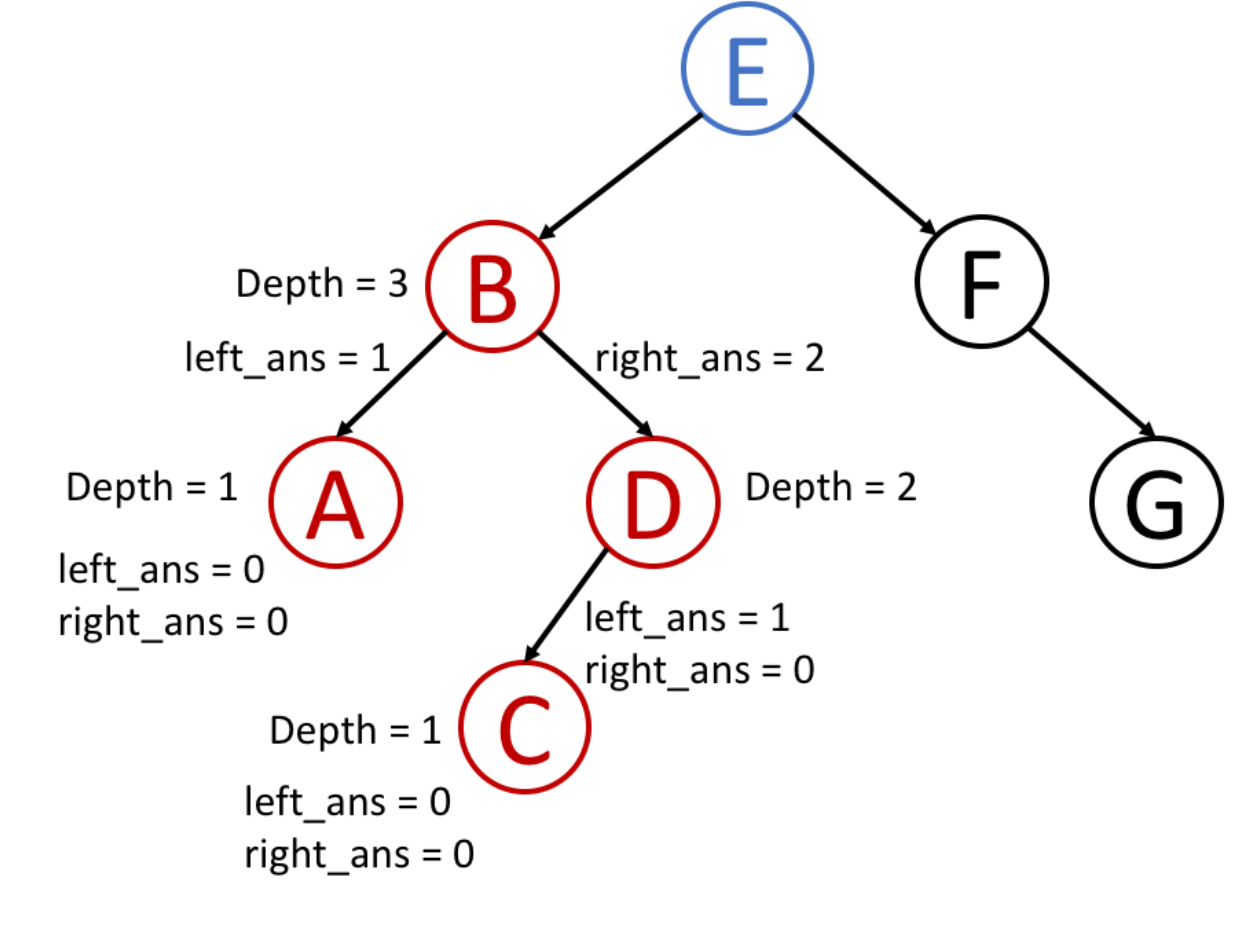 E
B
F
Depth = 3
left_ans = 1
right_ans = 2
Depth = 1
A
D
Depth = 2
G
left_ans = 0
right_ans = 0
left_ans = 1
right_ans = 0
Depth = 1
C
left_ans = 0
right_ans = 0